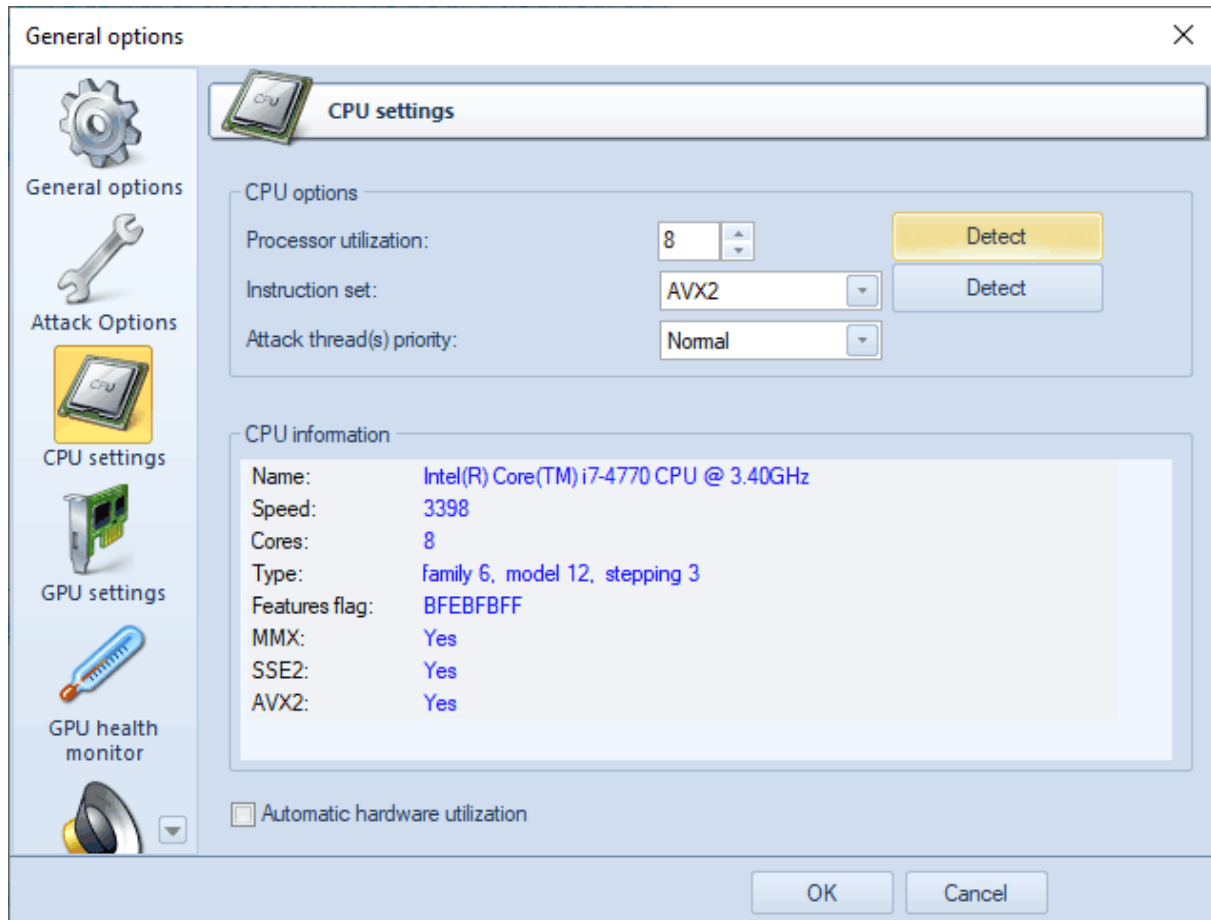 General options
General options
Attack Options
CPU settings
GPU settings
GPU health
monitor
CPU
CPU settings
CPU options
Processor utilization: 8 Detect
Instruction set: AVX2 Detect
Attack thread(s) priority: Normal
CPU information
Name: Intel(R) Core(TM) i7-4770 CPU @ 3.40GHz
Speed: 3398
Cores: 8
Type: family 6, model 12, stepping 3
Features flag: BFEBFBFF
MMX: Yes
SSE2: Yes
AVX2: Yes
Automatic hardware utilization
OK Cancel